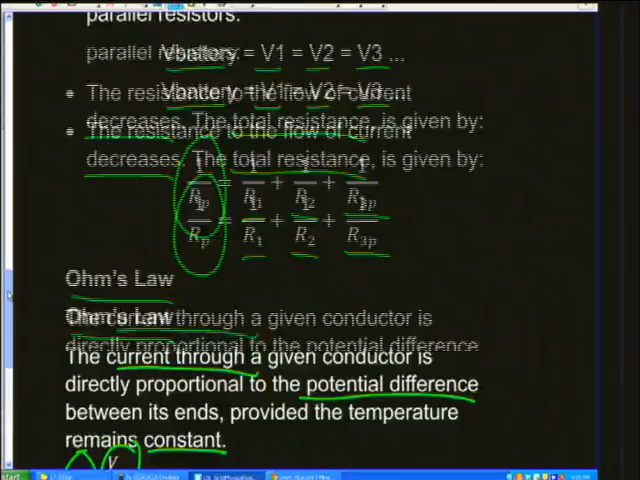 parallel resistors:
parallel resistors:
Vbattery = V1 = V2 = V3 ...
Vbattery = V1 = V2 = V3
The resistance to the flow of current
decreases. The total resistance, is given by:
The resistance to the flow of current
decreases. The total resistance, is given by:
1 1 1 1
= + +
Rp R1 R2 R3p
1 1 1 1
= + +
Rp R1 R2 R3p
Ohm's Law
Ohm's Law
The current through a given conductor is
directly proportional to the potential difference
The current through a given conductor is
directly proportional to the potential difference
between its ends, provided the temperature
remains constant.
V
start